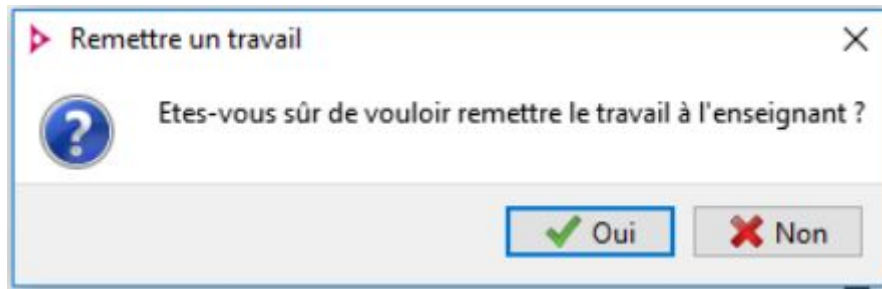 Remettre un travail
Etes-vous sûr de vouloir remettre le travail à l'enseignant ?
Oui
Non